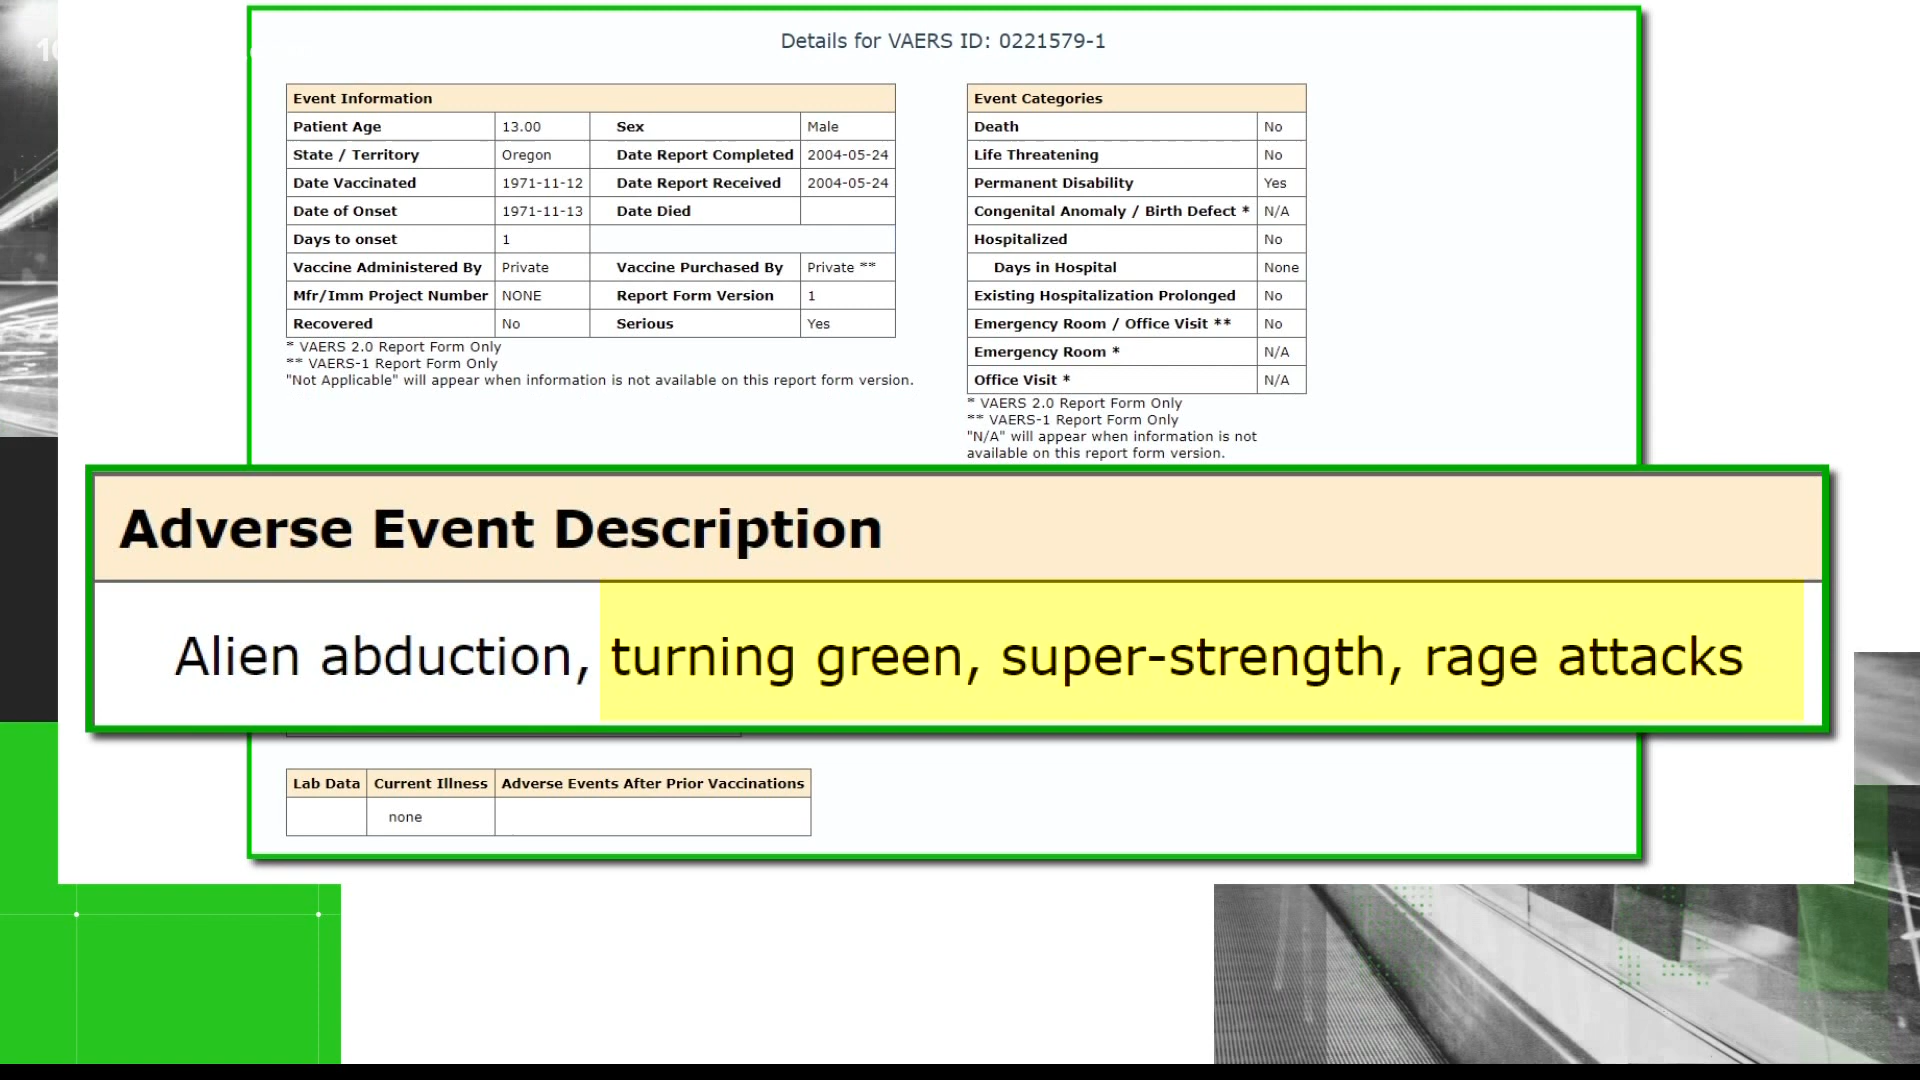 10
Details for VAERS ID: 0221579-1
Event Information
Patient Age 13.00 Sex Male
State / Territory Oregon Date Report Completed 2004-05-24
Date Vaccinated 1971-11-12 Date Report Received 2004-05-24
Date of Onset 1971-11-13 Date Died
Days to onset 1
Vaccine Administered By Private Vaccine Purchased By Private **
Mfr/Imm Project Number NONE Report Form Version 1
Recovered No Serious Yes
* VAERS 2.0 Report Form Only
** VAERS-1 Report Form Only
"Not Applicable" will appear when information is not available on this report form version.
Event Categories
Death No
Life Threatening No
Permanent Disability Yes
Congenital Anomaly / Birth Defect * N/A
Hospitalized No
Days in Hospital None
Existing Hospitalization Prolonged No
Emergency Room / Office Visit ** No
Emergency Room * N/A
Office Visit * N/A
* VAERS 2.0 Report Form Only
** VAERS-1 Report Form Only
"N/A" will appear when information is not
available on this report form version.
Adverse Event Description
Alien abduction, turning green, super-strength, rage attacks
Lab Data Current Illness Adverse Events After Prior Vaccinations
none